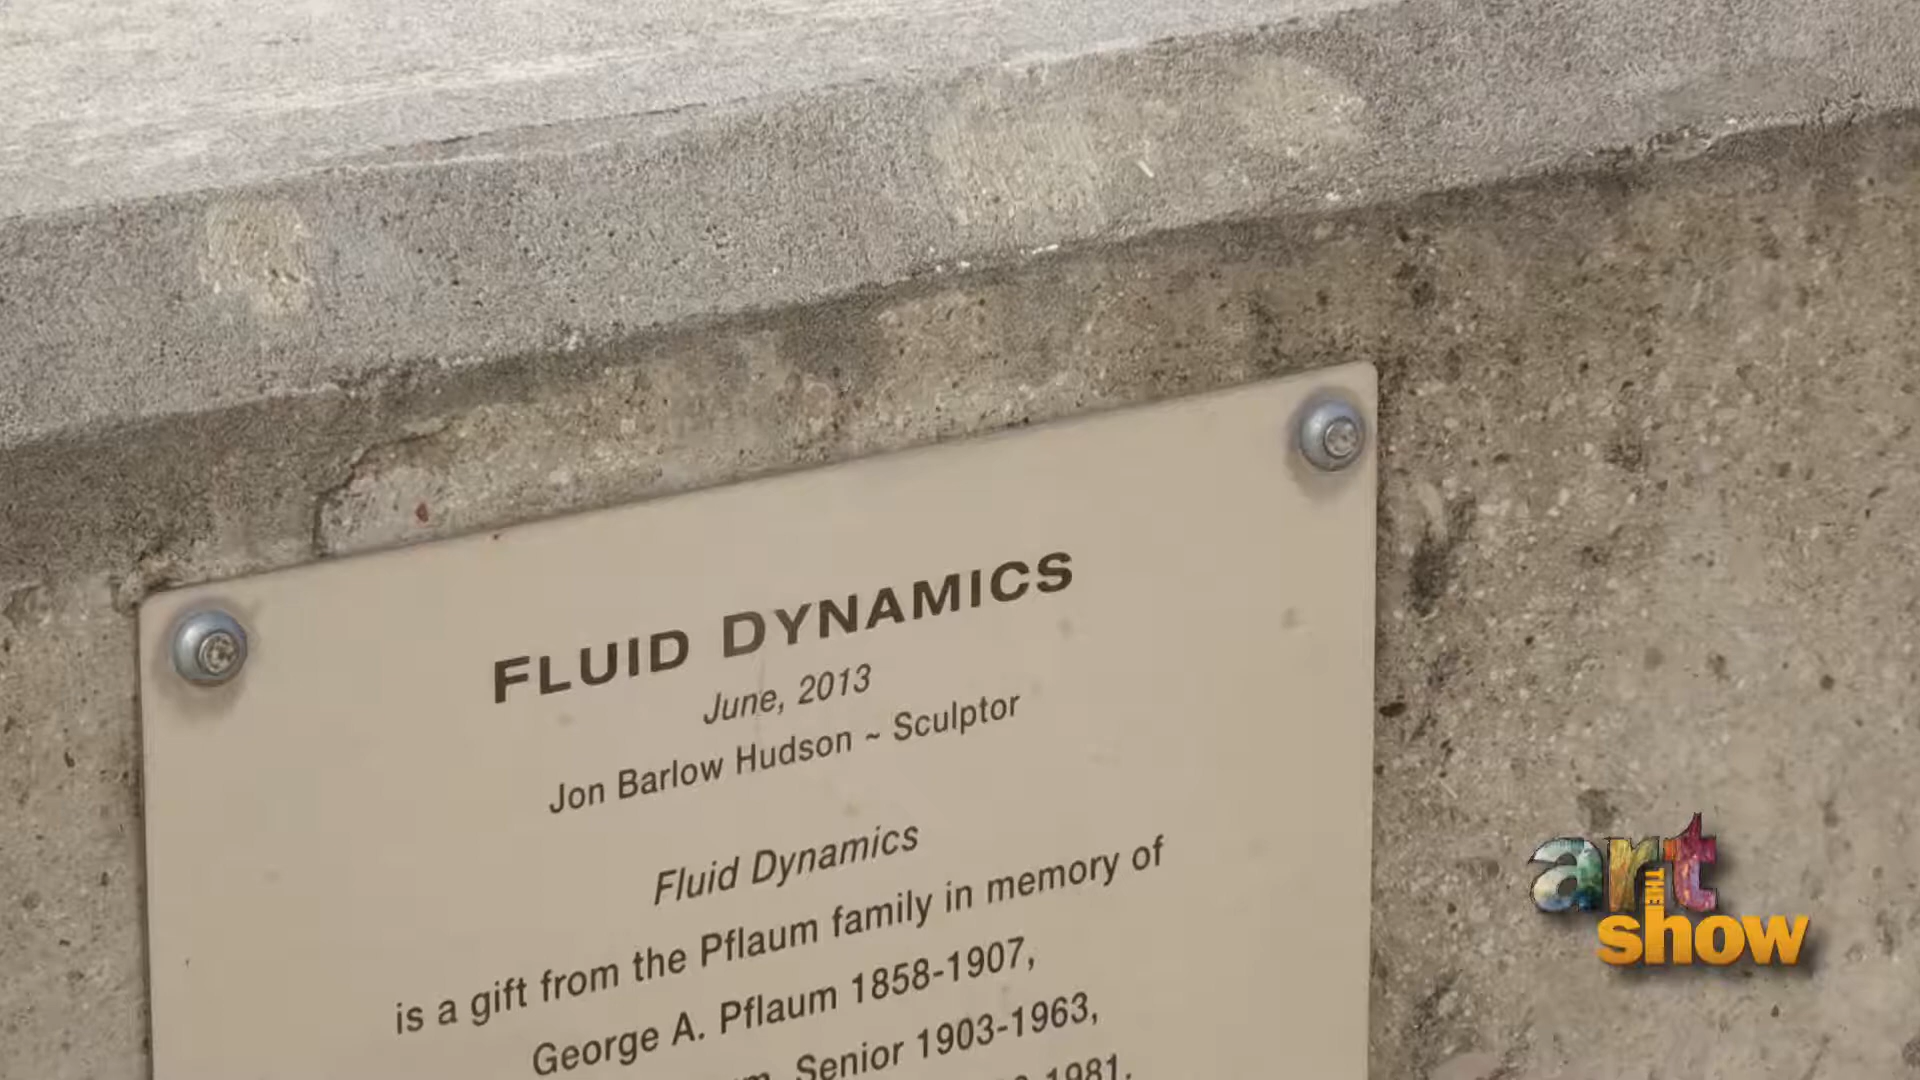 FLUID DYNAMICS
June, 2013
Jon Barlow Hudson ~ Sculptor
Fluid Dynamics
is a gift from the Pflaum family in memory of
George A. Pflaum 1858-1907,
Senior 1903-1963,
1981.
art
THE
show